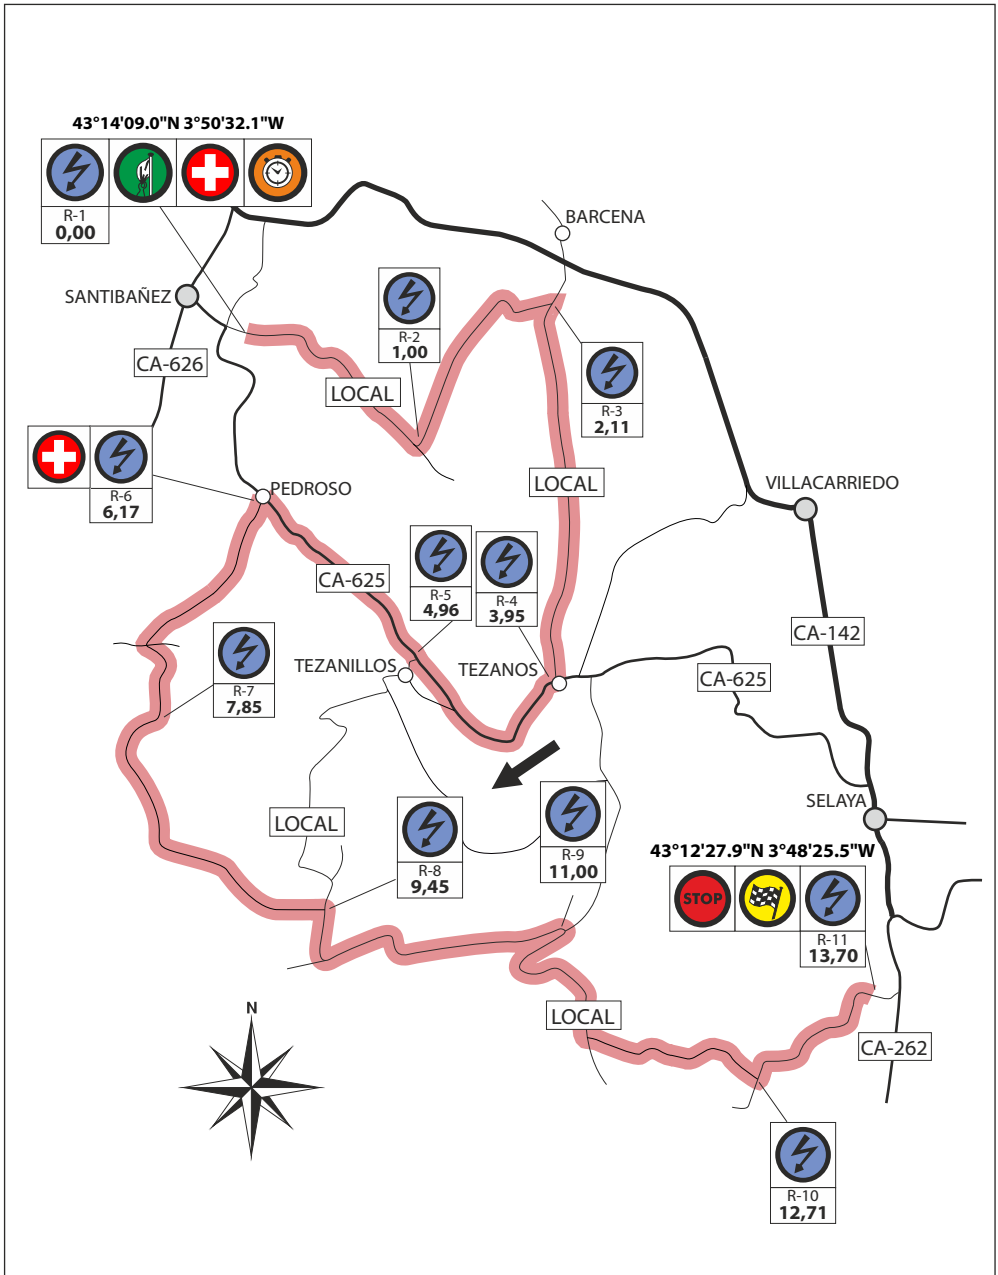 43°14'09.0"N 3°50'32.1"W
R-1
0,00
BARCENA
SANTIBAÑEZ
R-2
1,00
CA-626
LOCAL
R-3
2,11
R-6
6,17
PEDROSO
LOCAL
VILLACARRIEDO
CA-625
R-5
4,96
R-4
3,95
CA-142
R-7
7,85
TEZANILLOS
TEZANOS
CA-625
SELAYA
LOCAL
R-8
9,45
R-9
11,00
43°12'27.9"N 3°48'25.5"W
STOP
R-11
13,70
N
LOCAL
CA-262
R-10
12,71